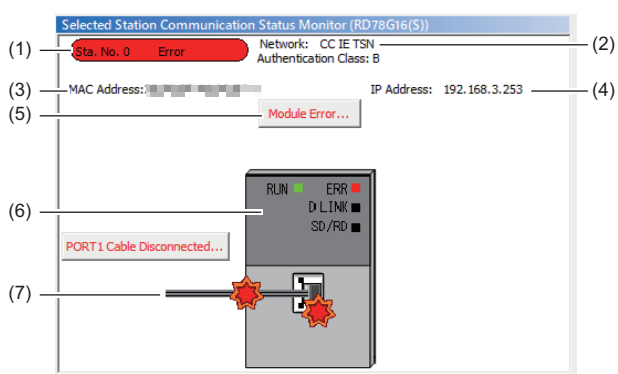 Selected Station Communication Status Monitor (RD78G16(S))
(1)
Sta. No. 0 Error
Network: CC IE TSN
(2)
Authentication Class: B
(3)
MAC Address:
IP Address: 192.168.3.253
(4)
(5)
Module Error...
RUN ERR
D LINK
(6)
SD/RD
PORT1 Cable Disconnected...
(7)